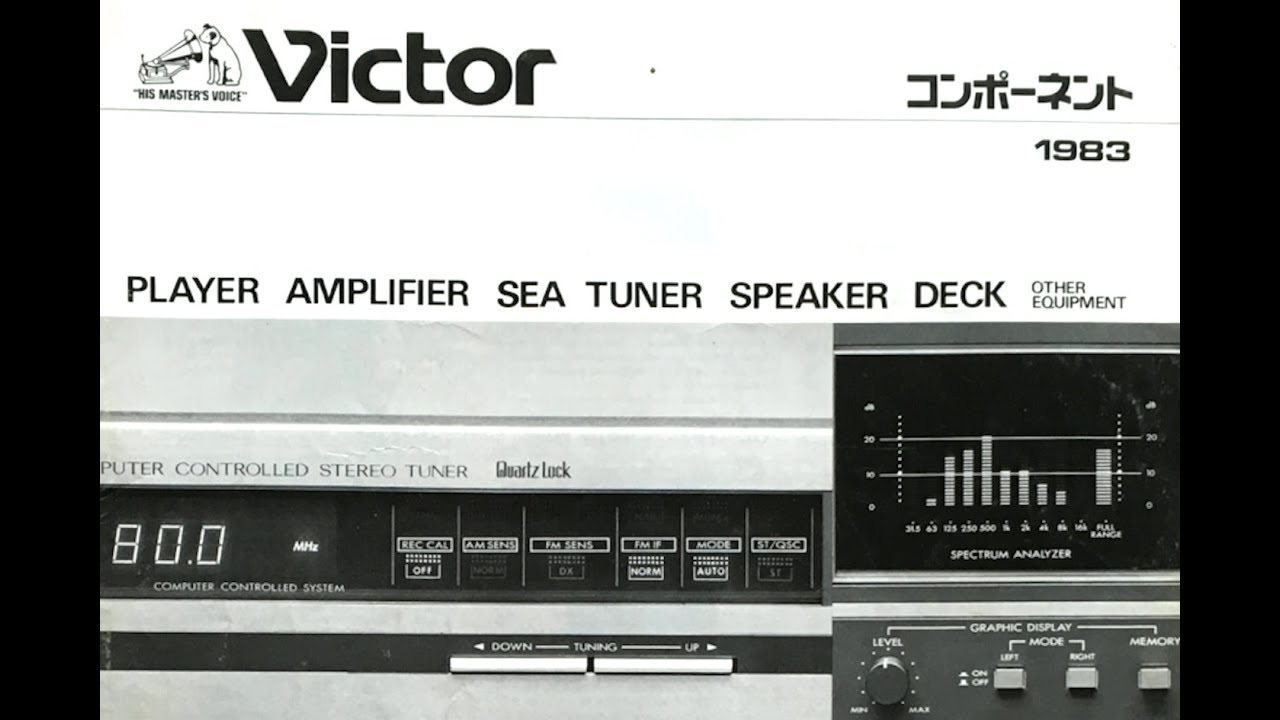 Victor
"HIS MASTER'S VOICE"
コンポーネント
1983
PLAYER AMPLIFIER SEA TUNER SPEAKER DECK OTHER EQUIPMENT
PUTER CONTROLLED STEREO TUNER Quartz Lock
80.0 MHz
REC CAL AM SENS FM SENS FM IF MODE ST/QSC
OFF NORM DX NORM AUTO ST
COMPUTER CONTROLLED SYSTEM
◄ DOWN TUNING UP ►
dB dB
20 20
10 10
0 0
31.5 63 125 250 500 1k 2k 4k 8k 16k FULL RANGE
SPECTRUM ANALYZER
GRAPHIC DISPLAY
LEVEL MODE MEMORY
LEFT RIGHT
ON
OFF
MIN MAX